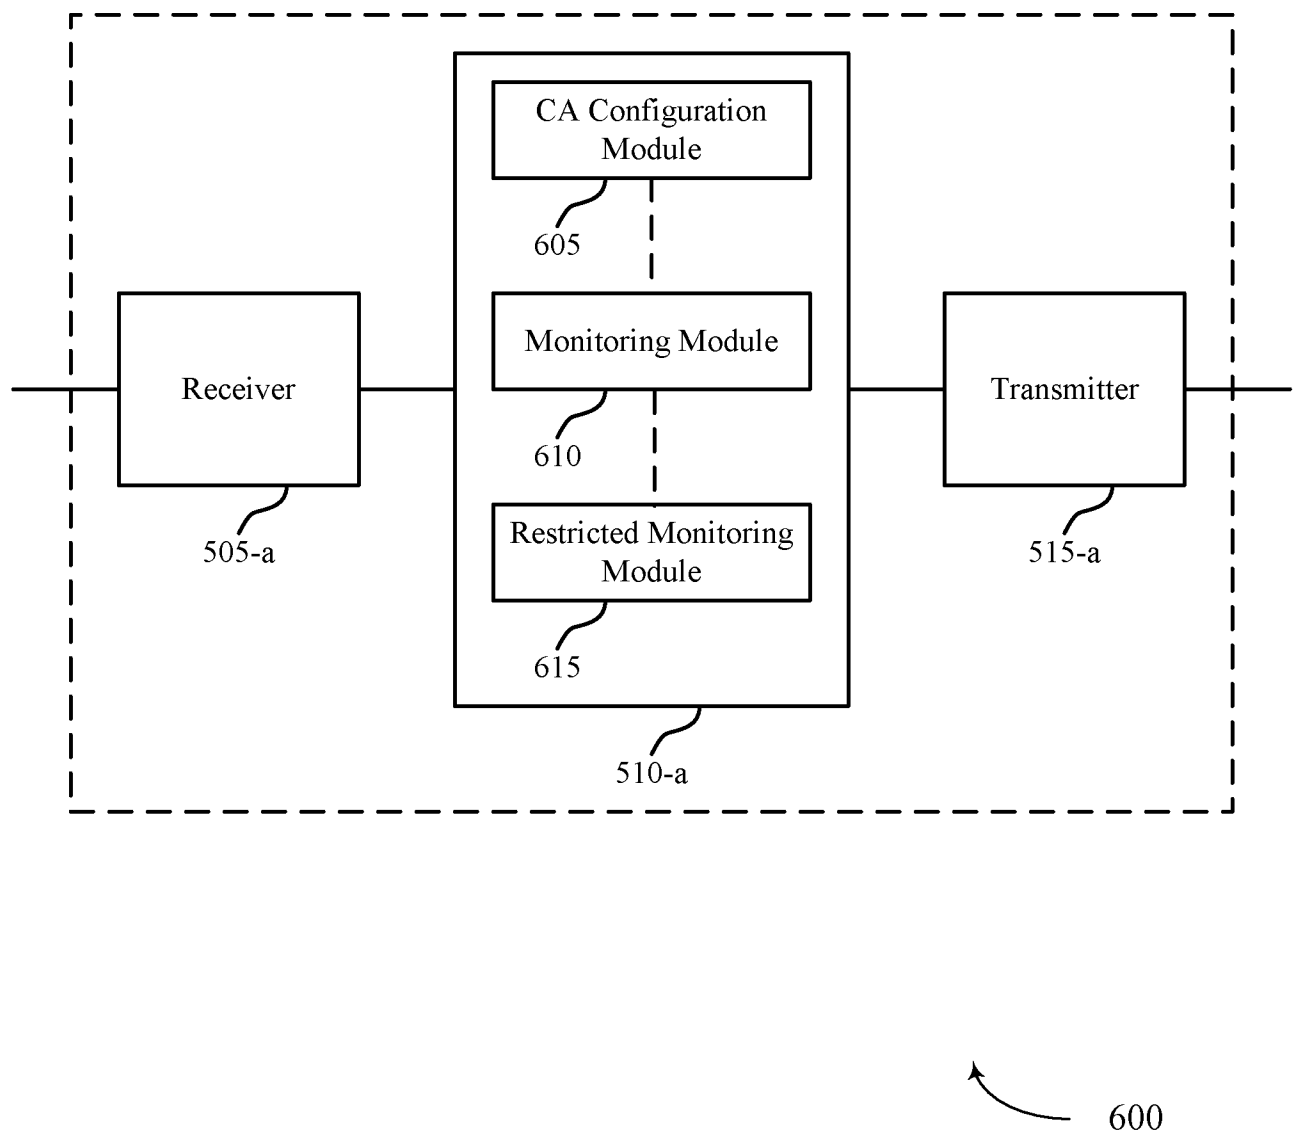 CA Configuration
Module
605
Monitoring Module
Receiver
Transmitter
610
Restricted Monitoring
Module
505-a
515-a
615
510-a
600